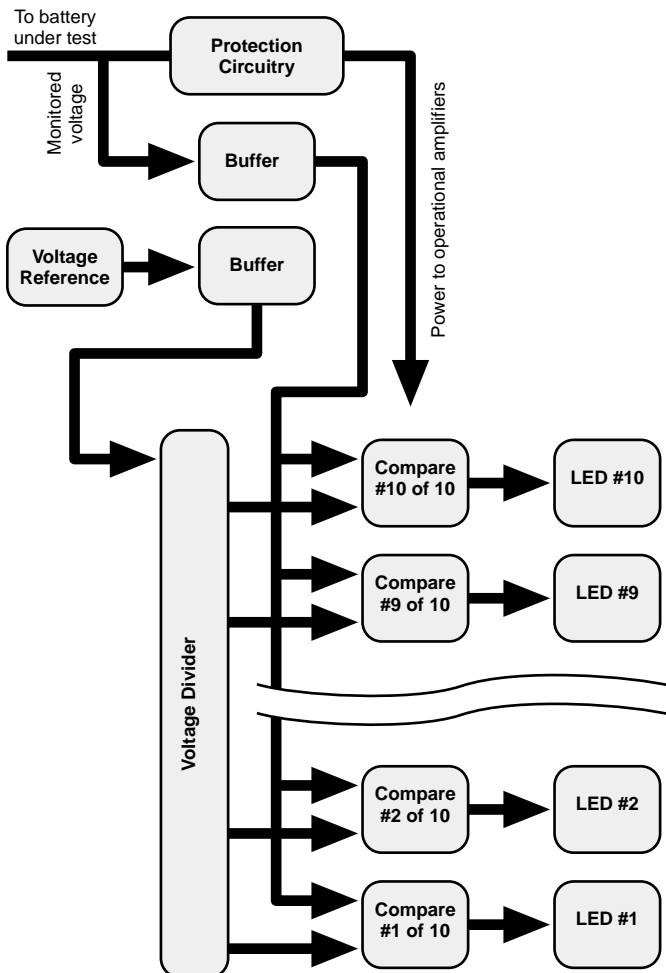 To battery
under test
Protection
Circuitry
Monitored
voltage
Buffer
Power to operational amplifiers
Voltage
Reference
Buffer
Voltage Divider
Compare
#10 of 10
LED #10
Compare
#9 of 10
LED #9
Compare
#2 of 10
LED #2
Compare
#1 of 10
LED #1